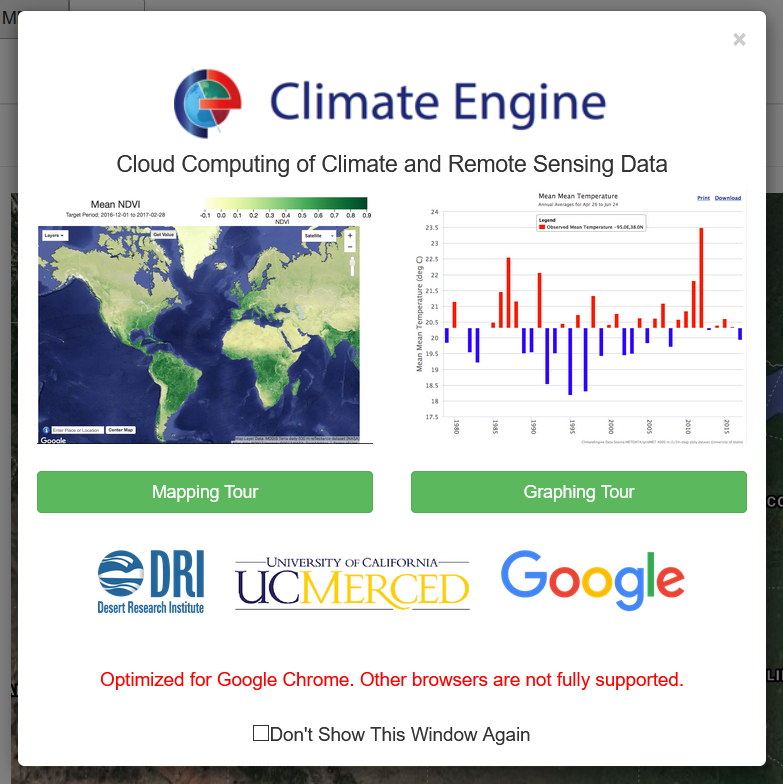 ×
Climate Engine
Cloud Computing of Climate and Remote Sensing Data
Mean NDVI
Target Period: 2016-12-01 to 2017-02-28
-0.1 0.0 0.1 0.2 0.3 0.4 0.5 0.6 0.7 0.8 0.9
NDVI
Layers
Get Value
Satellite
+
−
Enter Place or Location
Center Map
Google
Mean Mean Temperature
Annual Averages for Apr 26 to Jun 24
Print Download
Legend
Observed Mean Temperature -95.0E,38.0N
Mean Mean Temperature (deg C)
24
23.5
23
22.5
22
21.5
21
20.5
20
19.5
19
18.5
18
17.5
1980 1985 1990 1995 2000 2005 2010 2015
Mapping Tour
Graphing Tour
DRI
Desert Research Institute
UNIVERSITY OF CALIFORNIA
UCMERCED
Google
Optimized for Google Chrome. Other browsers are not fully supported.
Don't Show This Window Again